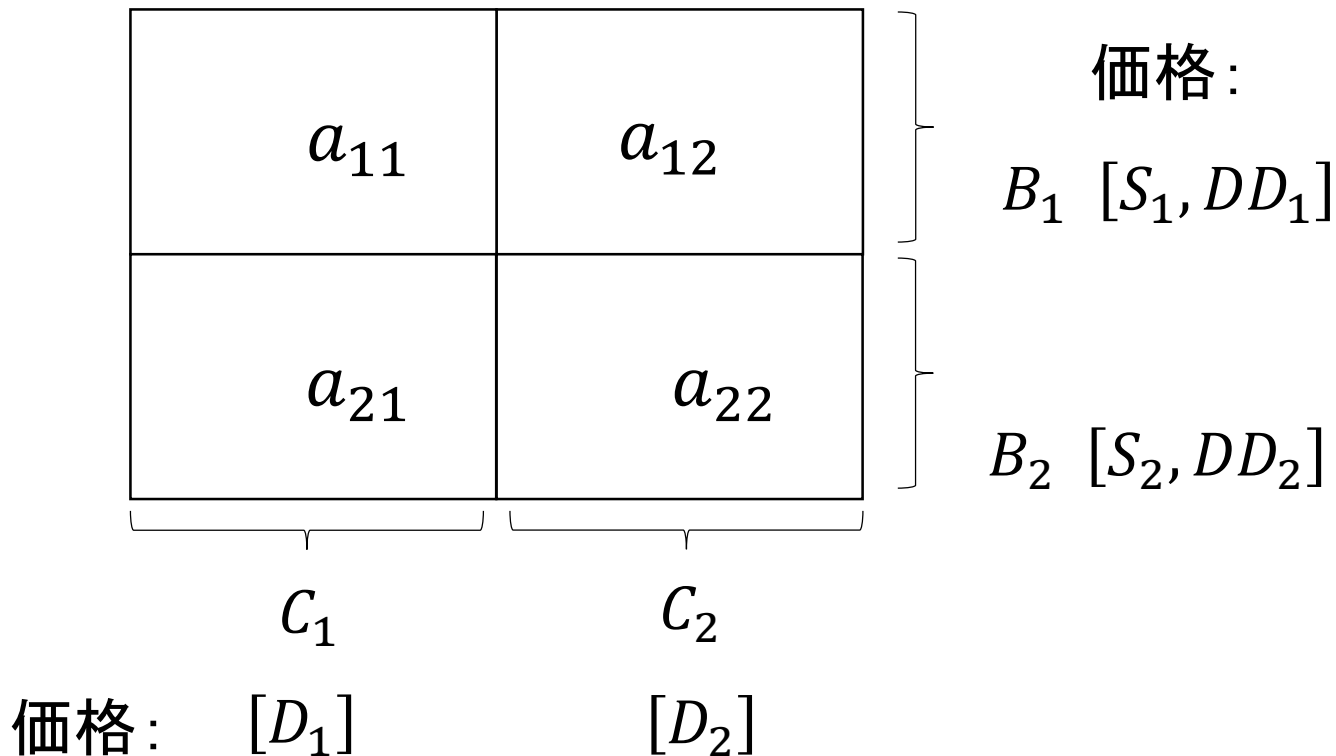 価格：
a₁₁ a₁₂
B₁ [S₁, DD₁]
a₂₁ a₂₂
B₂ [S₂, DD₂]
C₁ C₂
価格： [D₁] [D₂]